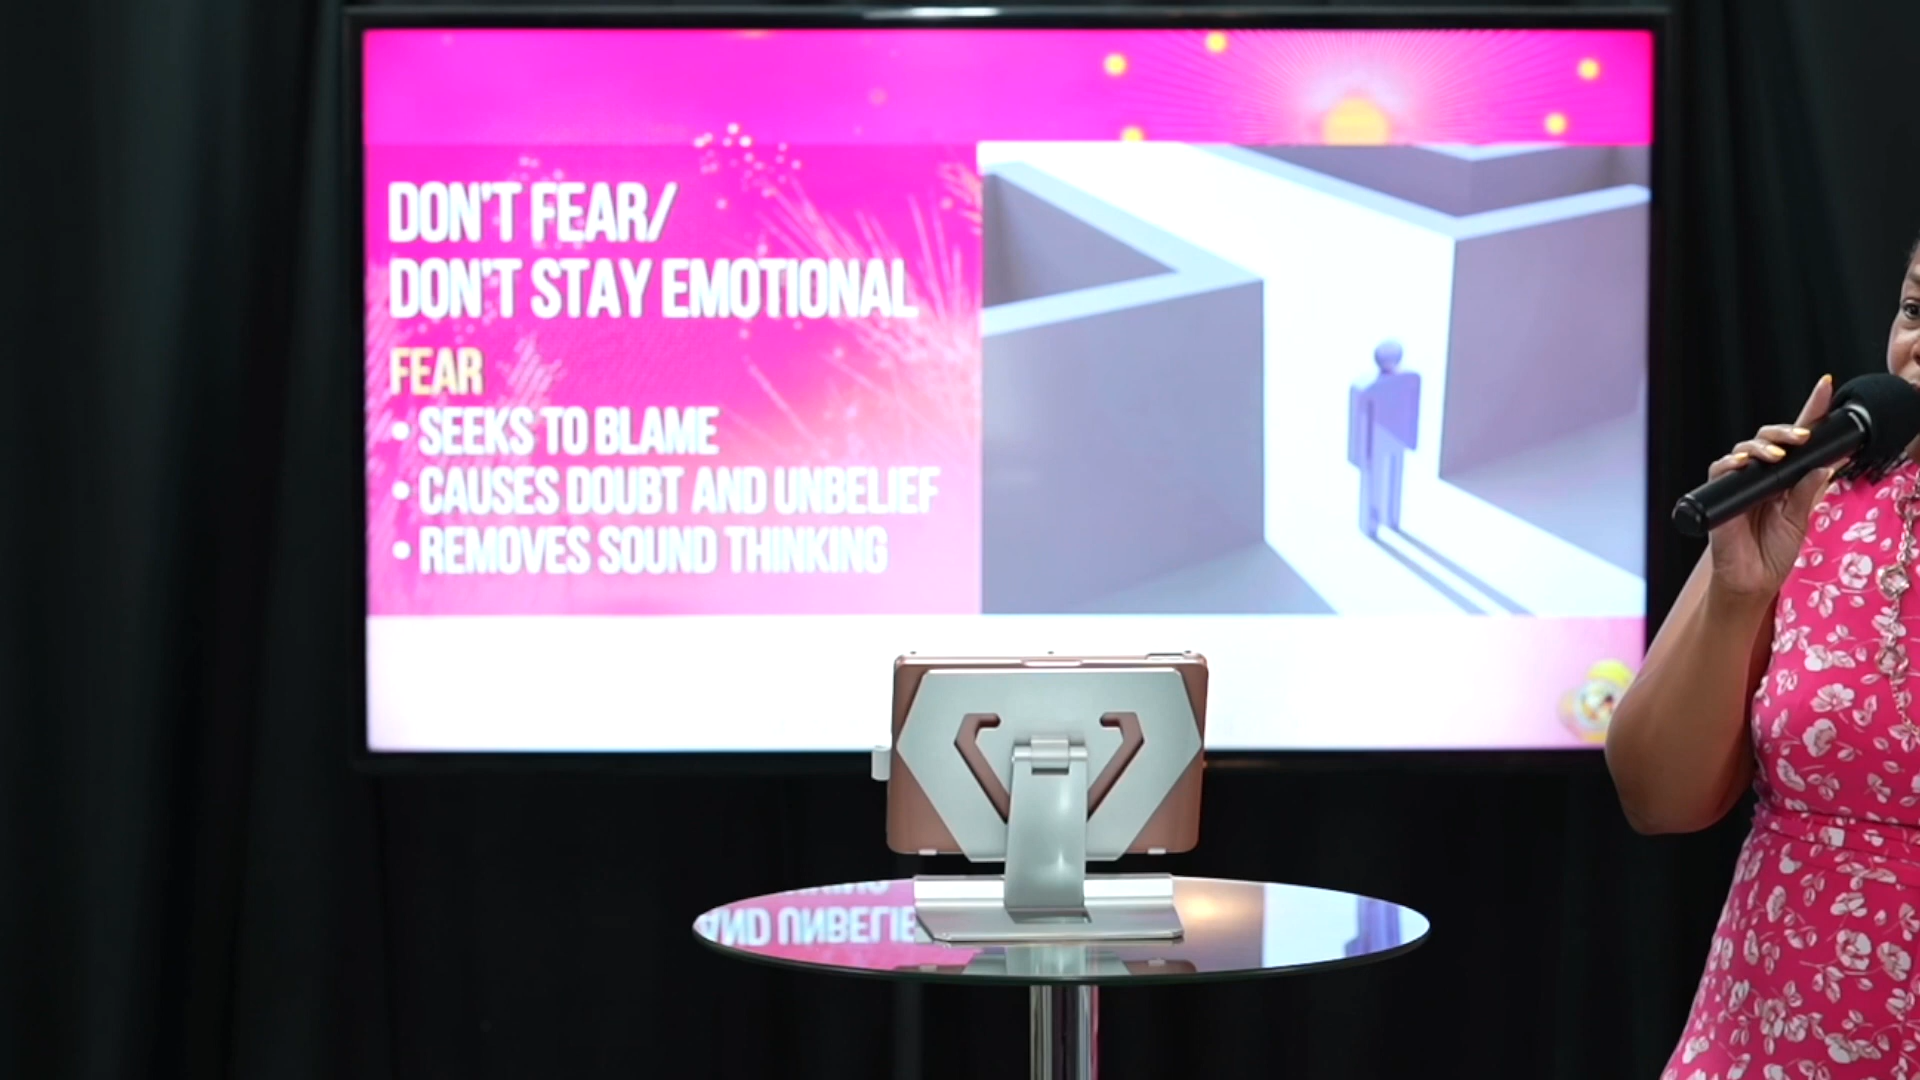 DON'T FEAR/
DON'T STAY EMOTIONAL
FEAR
• SEEKS TO BLAME
• CAUSES DOUBT AND UNBELIEF
• REMOVES SOUND THINKING